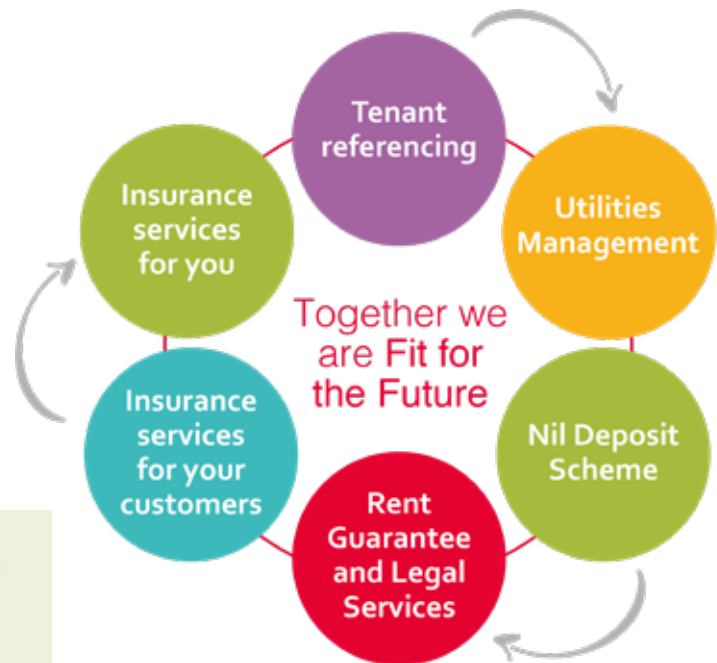 Tenant
referencing
Utilities
Management
Nil Deposit
Scheme
Rent
Guarantee
and Legal
Services
Insurance
services
for your
customers
Insurance
services
for you
Together we
are Fit for
the Future